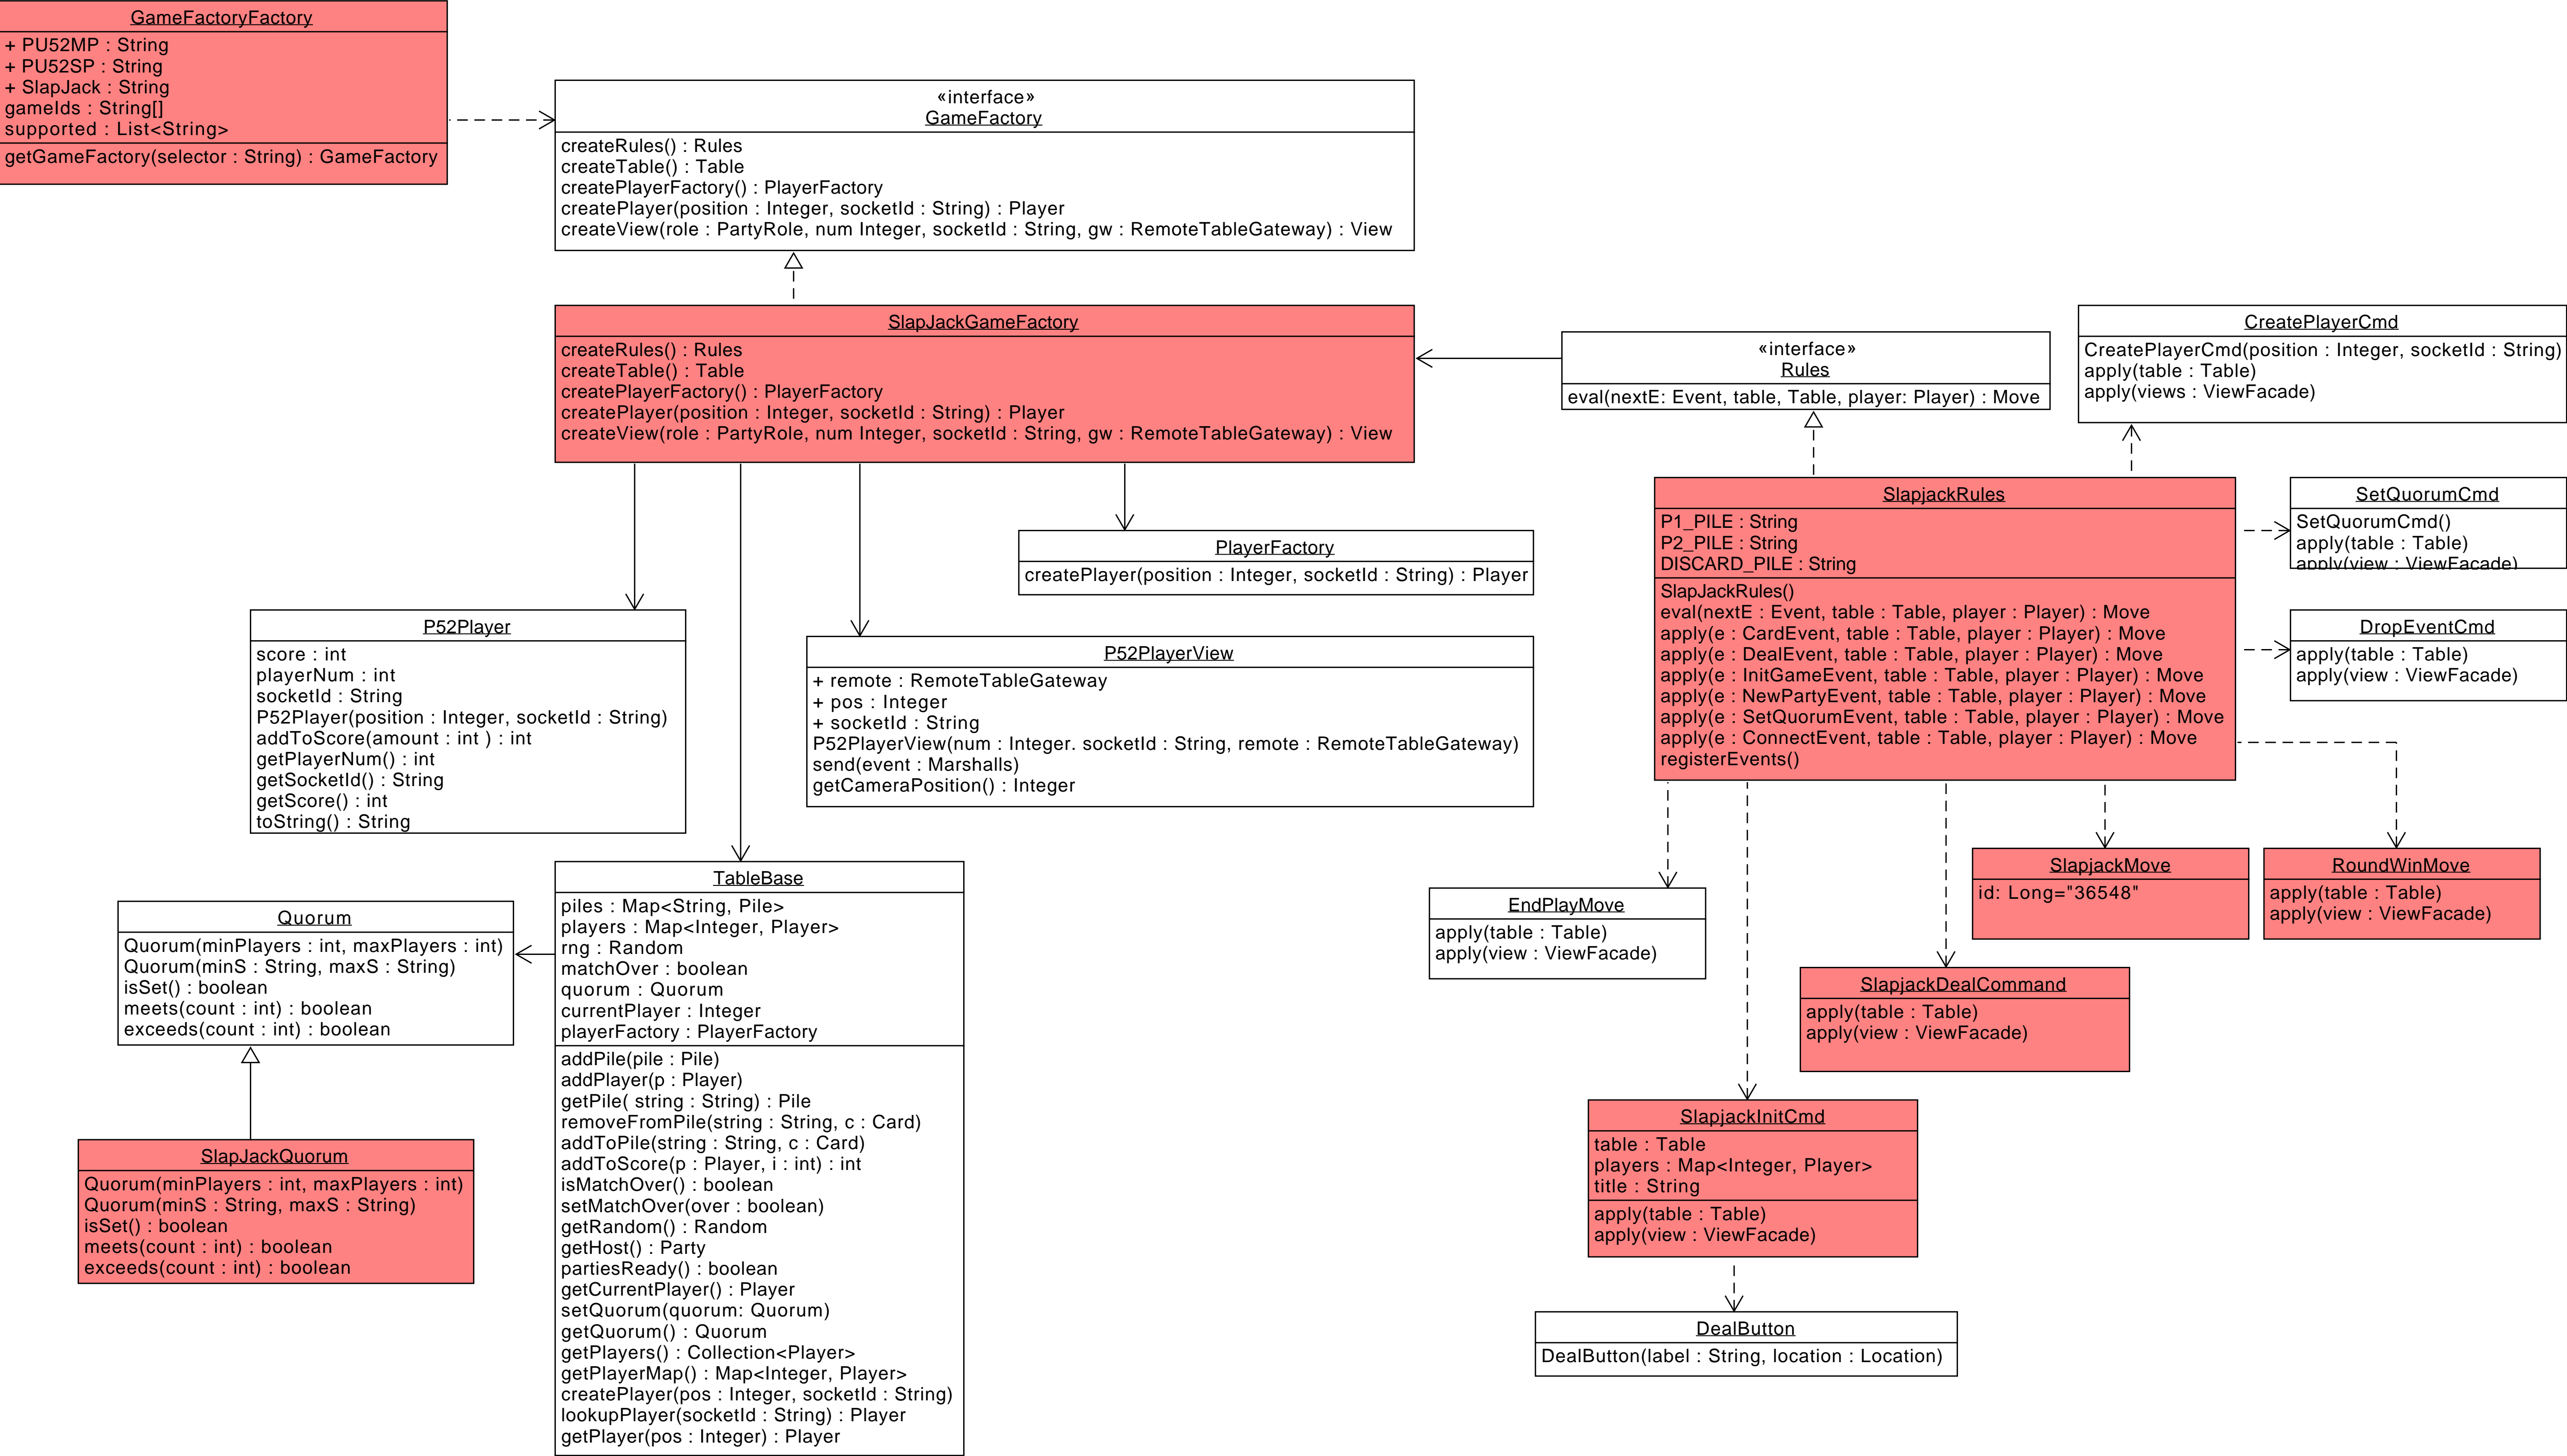 GameFactoryFactory
+ PU52MP : String
+ PU52SP : String
+ SlapJack : String
gameIds : String[]
supported : List<String>
getGameFactory(selector : String) : GameFactory
«interface»
GameFactory
createRules() : Rules
createTable() : Table
createPlayerFactory() : PlayerFactory
createPlayer(position : Integer, socketId : String) : Player
createView(role : PartyRole, num Integer, socketId : String, gw : RemoteTableGateway) : View
SlapJackGameFactory
createRules() : Rules
createTable() : Table
createPlayerFactory() : PlayerFactory
createPlayer(position : Integer, socketId : String) : Player
createView(role : PartyRole, num Integer, socketId : String, gw : RemoteTableGateway) : View
«interface»
Rules
eval(nextE: Event, table, Table, player: Player) : Move
CreatePlayerCmd
CreatePlayerCmd(position : Integer, socketId : String)
apply(table : Table)
apply(views : ViewFacade)
SlapjackRules
P1_PILE : String
P2_PILE : String
DISCARD_PILE : String
SlapJackRules()
eval(nextE : Event, table : Table, player : Player) : Move
apply(e : CardEvent, table : Table, player : Player) : Move
apply(e : DealEvent, table : Table, player : Player) : Move
apply(e : InitGameEvent, table : Table, player : Player) : Move
apply(e : NewPartyEvent, table : Table, player : Player) : Move
apply(e : SetQuorumEvent, table : Table, player : Player) : Move
apply(e : ConnectEvent, table : Table, player : Player) : Move
registerEvents()
SetQuorumCmd
SetQuorumCmd()
apply(table : Table)
apply(view : ViewFacade)
DropEventCmd
apply(table : Table)
apply(view : ViewFacade)
PlayerFactory
createPlayer(position : Integer, socketId : String) : Player
P52Player
score : int
playerNum : int
socketId : String
P52Player(position : Integer, socketId : String)
addToScore(amount : int ) : int
getPlayerNum() : int
getSocketId() : String
getScore() : int
toString() : String
P52PlayerView
+ remote : RemoteTableGateway
+ pos : Integer
+ socketId : String
P52PlayerView(num : Integer. socketId : String, remote : RemoteTableGateway)
send(event : Marshalls)
getCameraPosition() : Integer
TableBase
piles : Map<String, Pile>
players : Map<Integer, Player>
rng : Random
matchOver : boolean
quorum : Quorum
currentPlayer : Integer
playerFactory : PlayerFactory
addPile(pile : Pile)
addPlayer(p : Player)
getPile( string : String) : Pile
removeFromPile(string : String, c : Card)
addToPile(string : String, c : Card)
addToScore(p : Player, i : int) : int
isMatchOver() : boolean
setMatchOver(over : boolean)
getRandom() : Random
getHost() : Party
partiesReady() : boolean
getCurrentPlayer() : Player
setQuorum(quorum: Quorum)
getQuorum() : Quorum
getPlayers() : Collection<Player>
getPlayerMap() : Map<Integer, Player>
createPlayer(pos : Integer, socketId : String)
lookupPlayer(socketId : String) : Player
getPlayer(pos : Integer) : Player
Quorum
Quorum(minPlayers : int, maxPlayers : int)
Quorum(minS : String, maxS : String)
isSet() : boolean
meets(count : int) : boolean
exceeds(count : int) : boolean
SlapJackQuorum
Quorum(minPlayers : int, maxPlayers : int)
Quorum(minS : String, maxS : String)
isSet() : boolean
meets(count : int) : boolean
exceeds(count : int) : boolean
EndPlayMove
apply(table : Table)
apply(view : ViewFacade)
SlapjackMove
id: Long="36548"
RoundWinMove
apply(table : Table)
apply(view : ViewFacade)
SlapjackDealCommand
apply(table : Table)
apply(view : ViewFacade)
SlapjackInitCmd
table : Table
players : Map<Integer, Player>
title : String
apply(table : Table)
apply(view : ViewFacade)
DealButton
DealButton(label : String, location : Location)